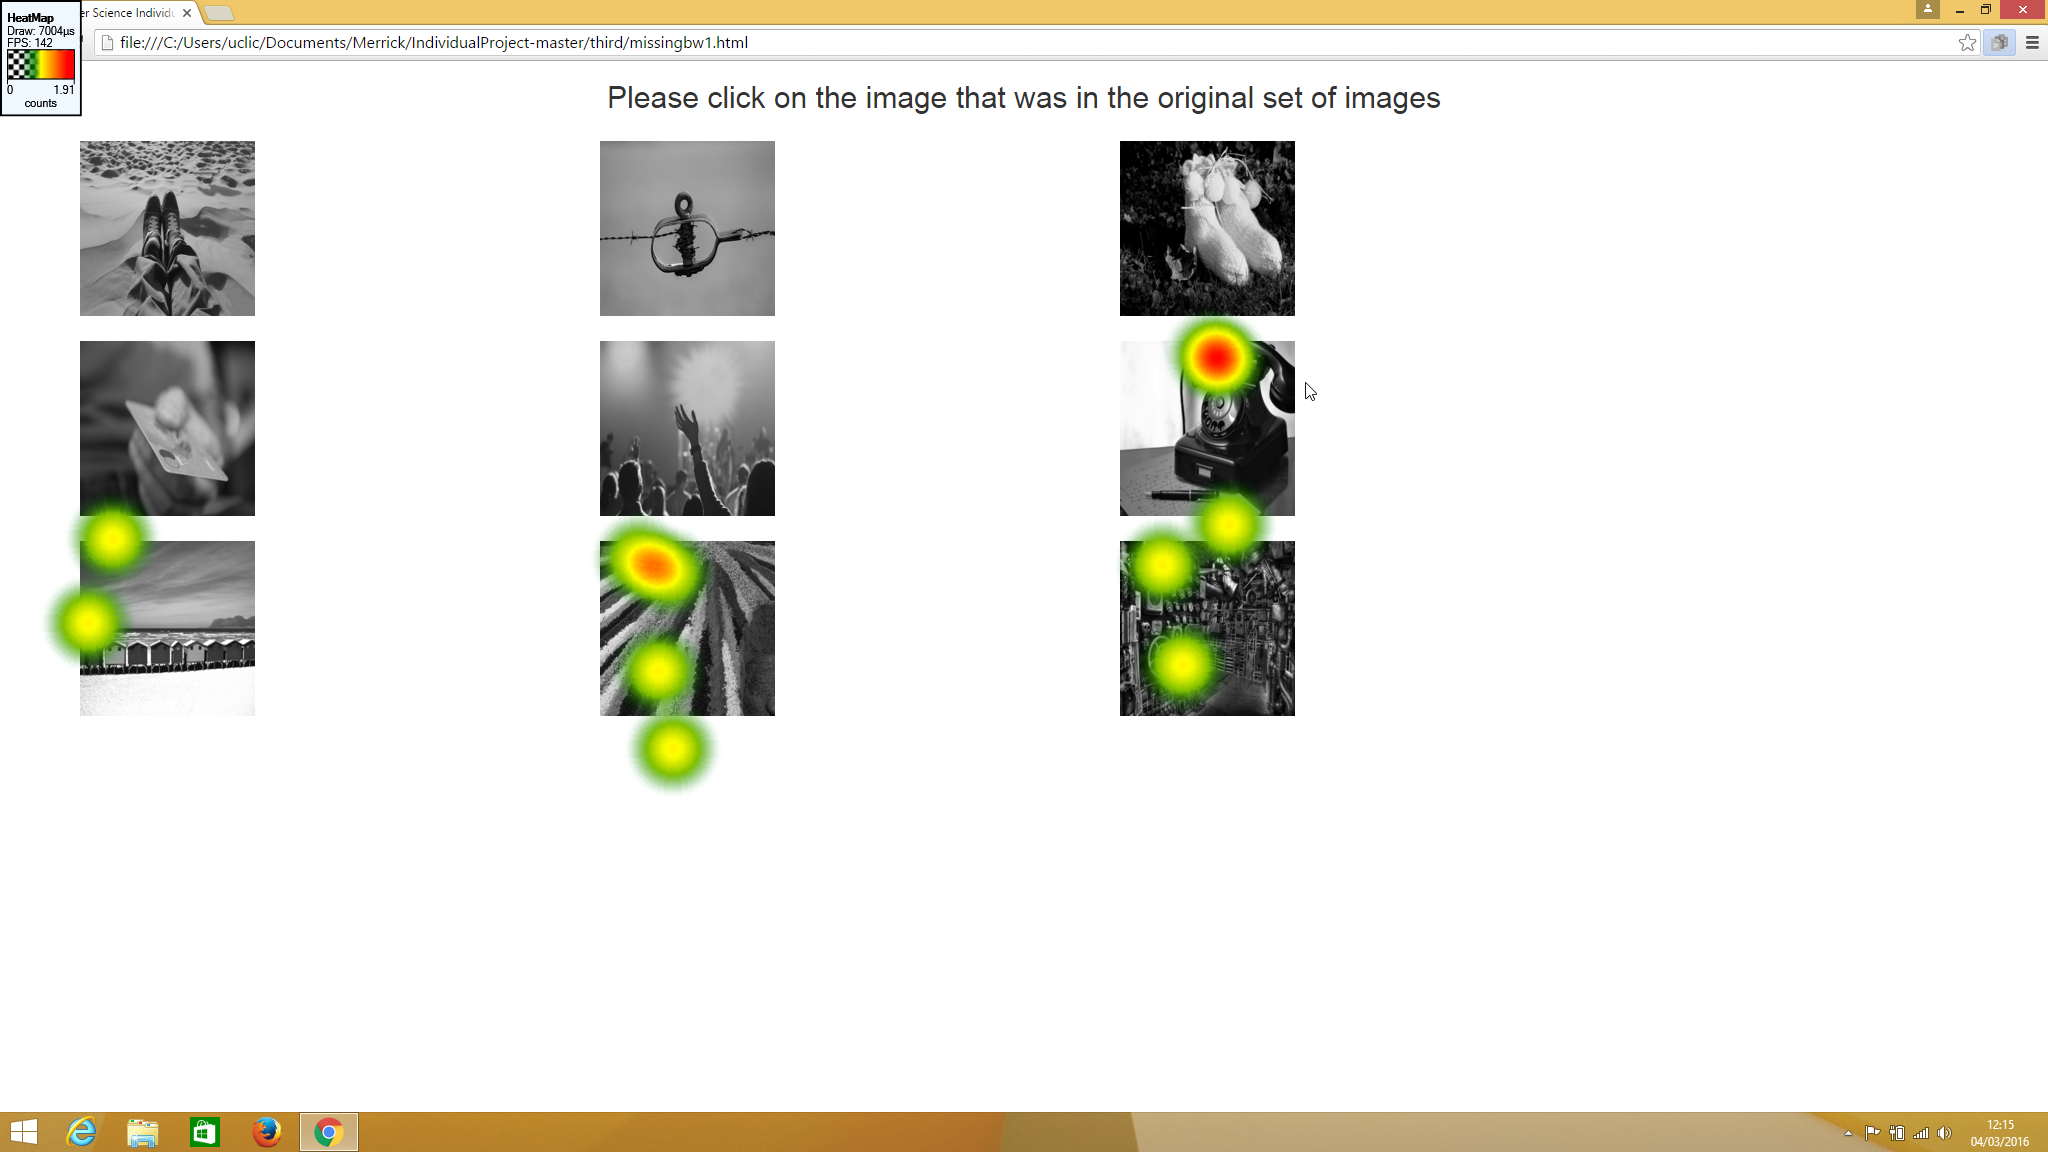 HeatMap
Draw: 7004µs
FPS: 142
0 1.91
counts
er Science Individu
file:///C:/Users/uclic/Documents/Merrick/IndividualProject-master/third/missingbw1.html
Please click on the image that was in the original set of images
12:15
04/03/2016